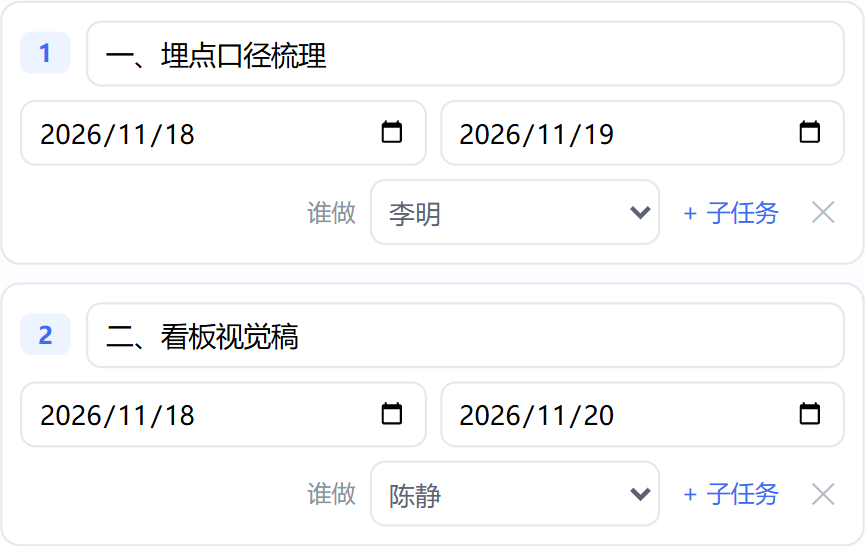 1 一、埋点口径梳理
2026/11/18 2026/11/19
谁做 李明 + 子任务
2 二、看板视觉稿
2026/11/18 2026/11/20
谁做 陈静 + 子任务